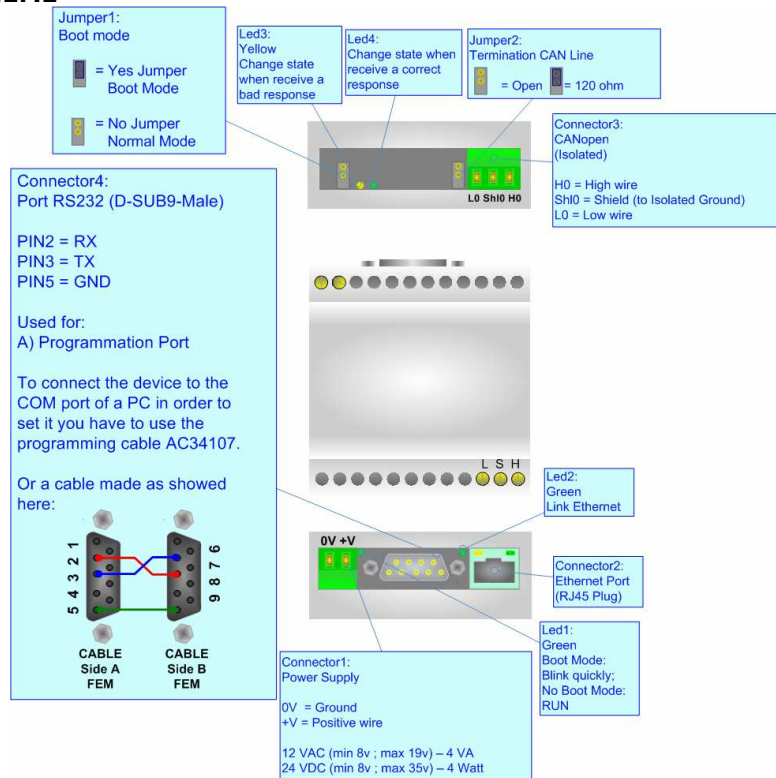 Jumper1:
Boot mode
= Yes Jumper
Boot Mode
= No Jumper
Normal Mode
Led3:
Yellow
Change state
when receive a
bad response
Led4:
Change state when
receive a correct
response
Jumper2:
Termination CAN Line
= Open = 120 ohm
Connector3:
CANopen
(Isolated)
H0 = High wire
Shl0 = Shield (to Isolated Ground)
L0 = Low wire
L0 Shl0 H0
Connector4:
Port RS232 (D-SUB9-Male)
PIN2 = RX
PIN3 = TX
PIN5 = GND
Used for:
A) Programmation Port
To connect the device to the
COM port of a PC in order to
set it you have to use the
programming cable AC34107.
Or a cable made as showed
here:
1
2
3
4
5
6
7
8
9
CABLE
Side A
FEM
CABLE
Side B
FEM
L S H
Led2:
Green
Link Ethernet
0V +V
Connector2:
Ethernet Port
(RJ45 Plug)
Led1:
Green
Boot Mode:
Blink quickly;
No Boot Mode:
RUN
Connector1:
Power Supply
0V = Ground
+V = Positive wire
12 VAC (min 8v ; max 19v) – 4 VA
24 VDC (min 8v ; max 35v) – 4 Watt